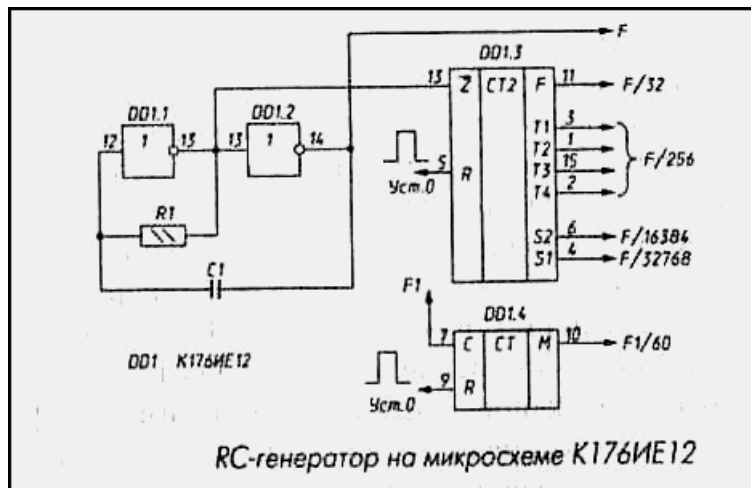 F
DD1.3
13 Z CT2 F 11 F/32
DD1.1 DD1.2
12 1 13 13 1 14
T1 3
T2 1
T3 15
T4 2
F/256
5 R
Уст.0
R1
S2 6 F/16384
S1 4 F/32768
C1
F1
DD1.4
7 C CT M 10 F1/60
DD1 К176ИЕ12
9 R
Уст.0
RC-генератор на микросхеме К176ИЕ12